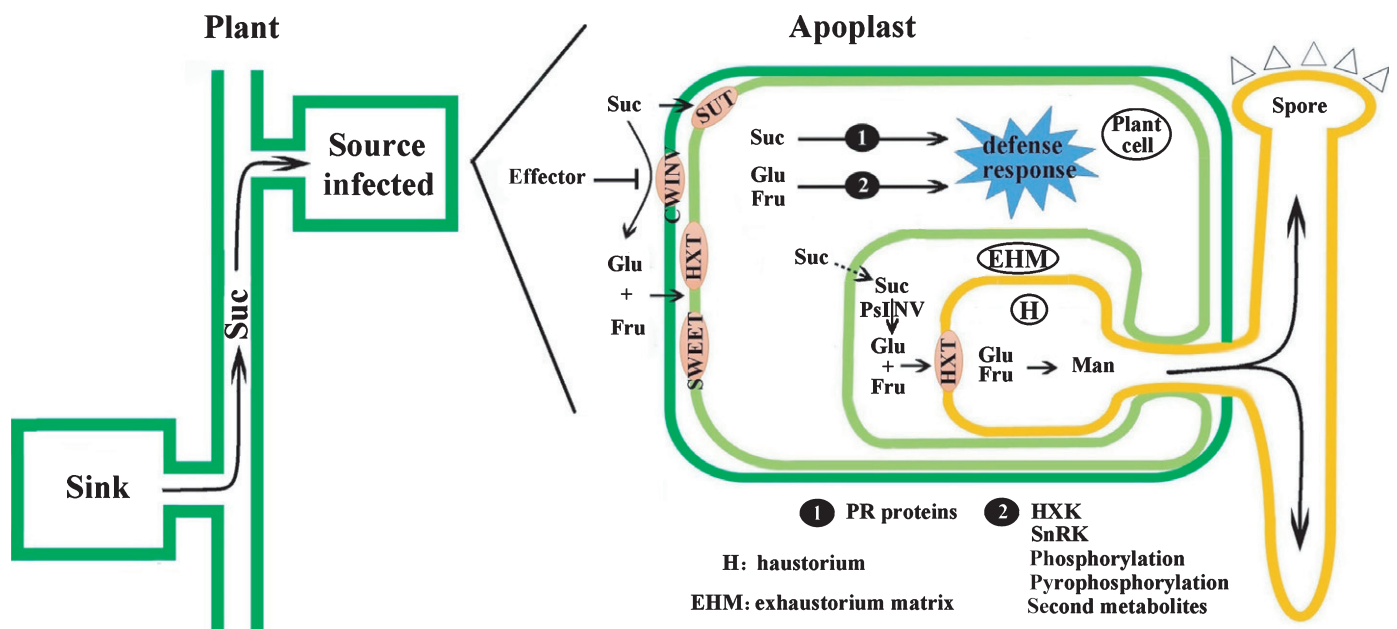 Plant
Apoplast
Source
infected
Suc
Sink
Suc
Effector
Glu
+
Fru
SUT
CWINV
HXT
SWEET
Suc
1
Glu
Fru
2
defense
response
Plant
cell
Suc
Suc
PsINV
Glu
+
Fru
EHM
H
HXT
Glu
Fru
Man
Spore
1 PR proteins
2 HXK
SnRK
Phosphorylation
Pyrophosphorylation
Second metabolites
H: haustorium
EHM: exhaustorium matrix